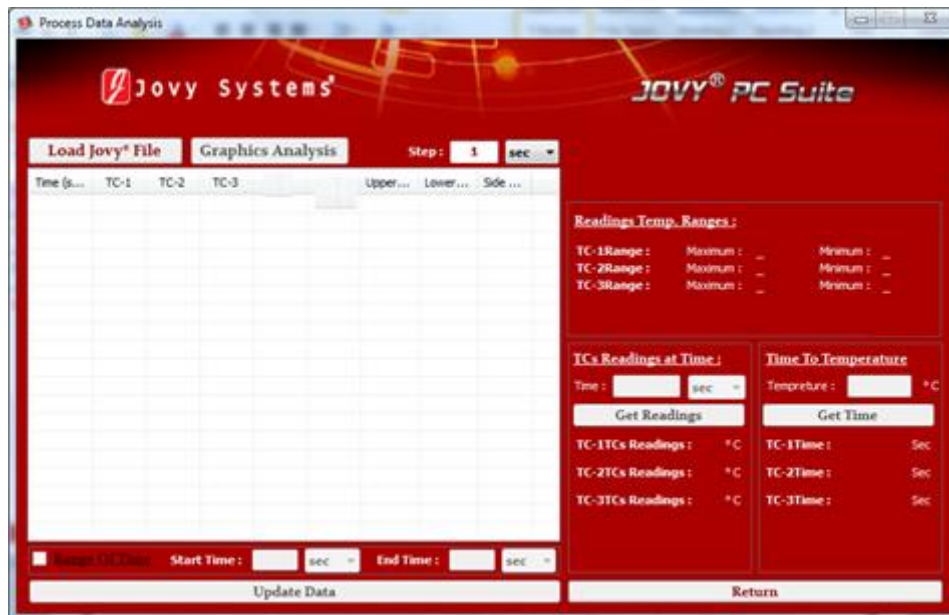 Process Data Analysis
Jovy Systems®
JOVY® PC Suite
Load Jovy® File
Graphics Analysis
Step : 1 sec
Time (s... TC-1 TC-2 TC-3 Upper... Lower... Side ...
Readings Temp. Ranges :
TC-1Range : Maximum : _ Minimum : _
TC-2Range : Maximum : _ Minimum : _
TC-3Range : Maximum : _ Minimum : _
TCs Readings at Time :
Time : sec
Get Readings
TC-1TCs Readings : °C
TC-2TCs Readings : °C
TC-3TCs Readings : °C
Time To Temperature
Tempreture : °C
Get Time
TC-1Time : Sec
TC-2Time : Sec
TC-3Time : Sec
Start Time : sec End Time : sec
Update Data
Return